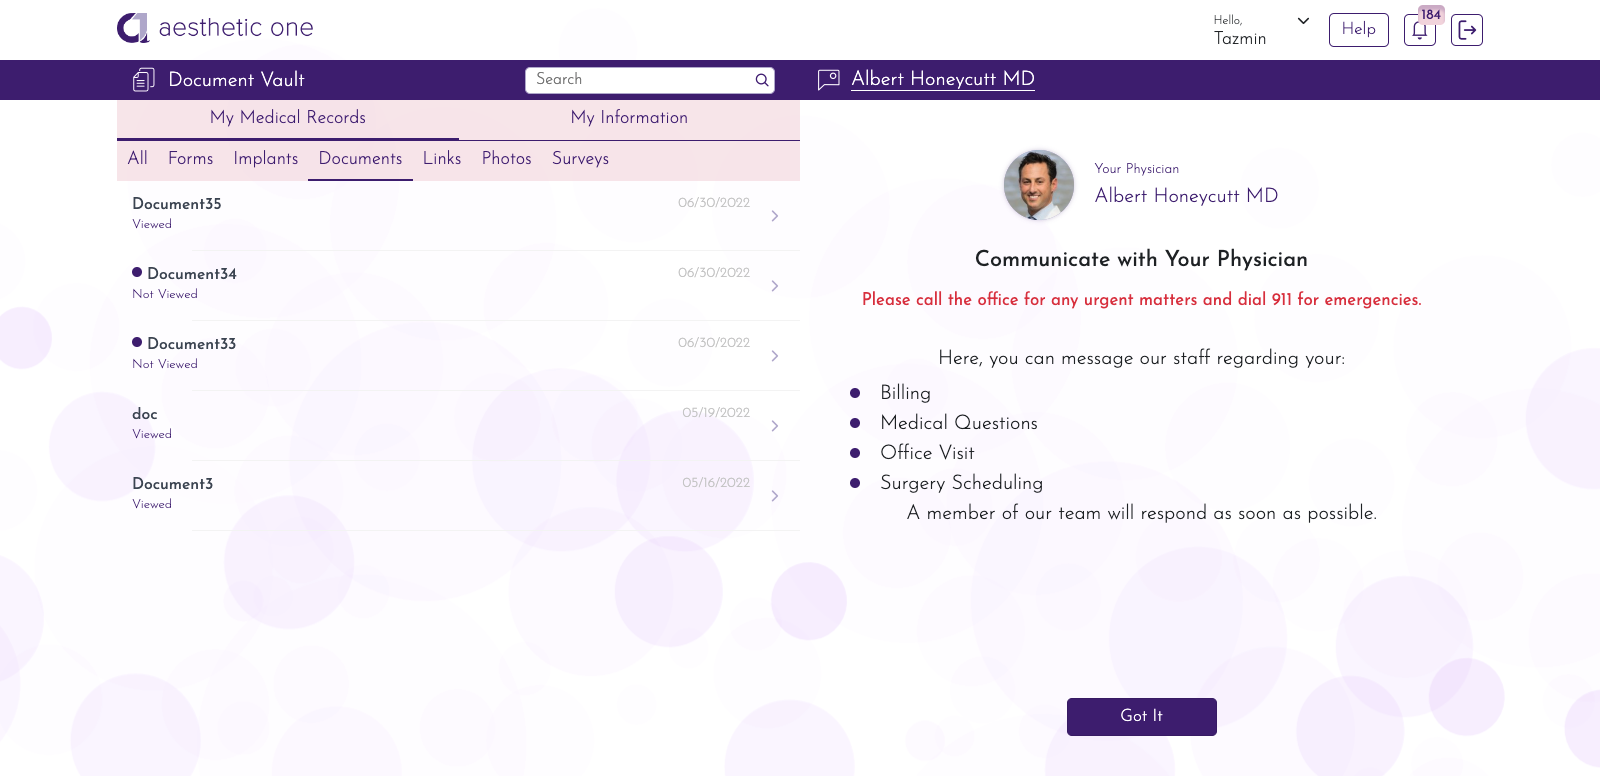 aesthetic one
Hello,
Tazmin
Help
184
Document Vault
Search
Albert Honeycutt MD
My Medical Records
My Information
All
Forms
Implants
Documents
Links
Photos
Surveys
Document35
06/30/2022
Viewed
Document34
06/30/2022
Not Viewed
Document33
06/30/2022
Not Viewed
doc
05/19/2022
Viewed
Document3
05/16/2022
Viewed
Your Physician
Albert Honeycutt MD
Communicate with Your Physician
Please call the office for any urgent matters and dial 911 for emergencies.
Here, you can message our staff regarding your:
Billing
Medical Questions
Office Visit
Surgery Scheduling
A member of our team will respond as soon as possible.
Got It